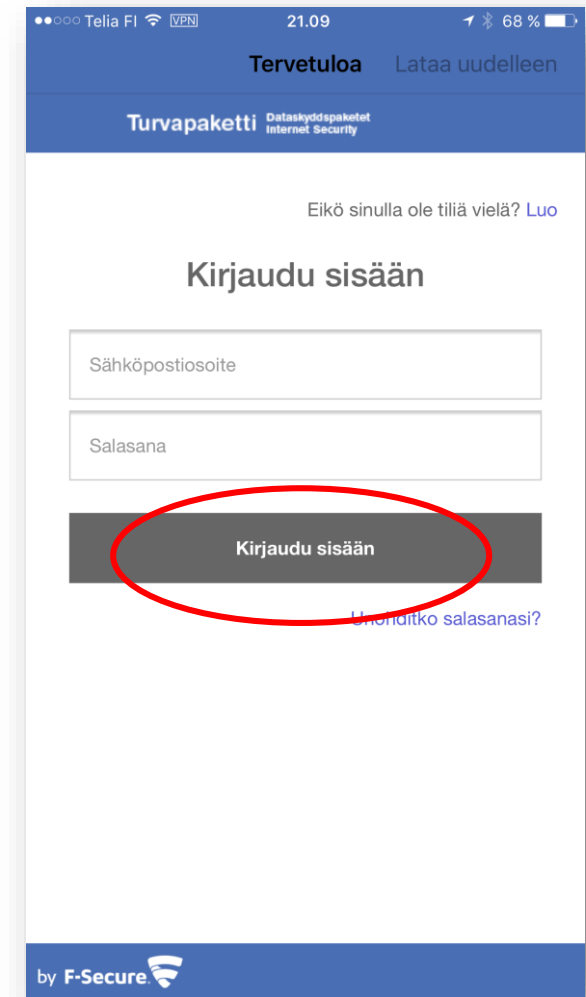 Telia FI VPN 21.09 68 %
Tervetuloa Lataa uudelleen
Turvapaketti Dataskyddspaketet
Internet Security
Eikö sinulla ole tiliä vielä? Luo
Kirjaudu sisään
Sähköpostiosoite
Salasana
Kirjaudu sisään
Unohditko salasanasi?
by F-Secure.